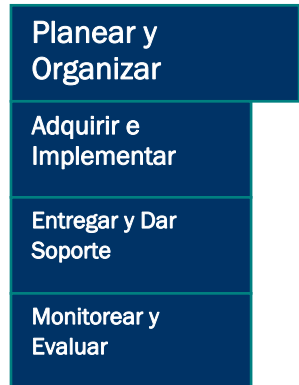 Planear y
Organizar
Adquirir e
Implementar
Entregar y Dar
Soporte
Monitorear y
Evaluar